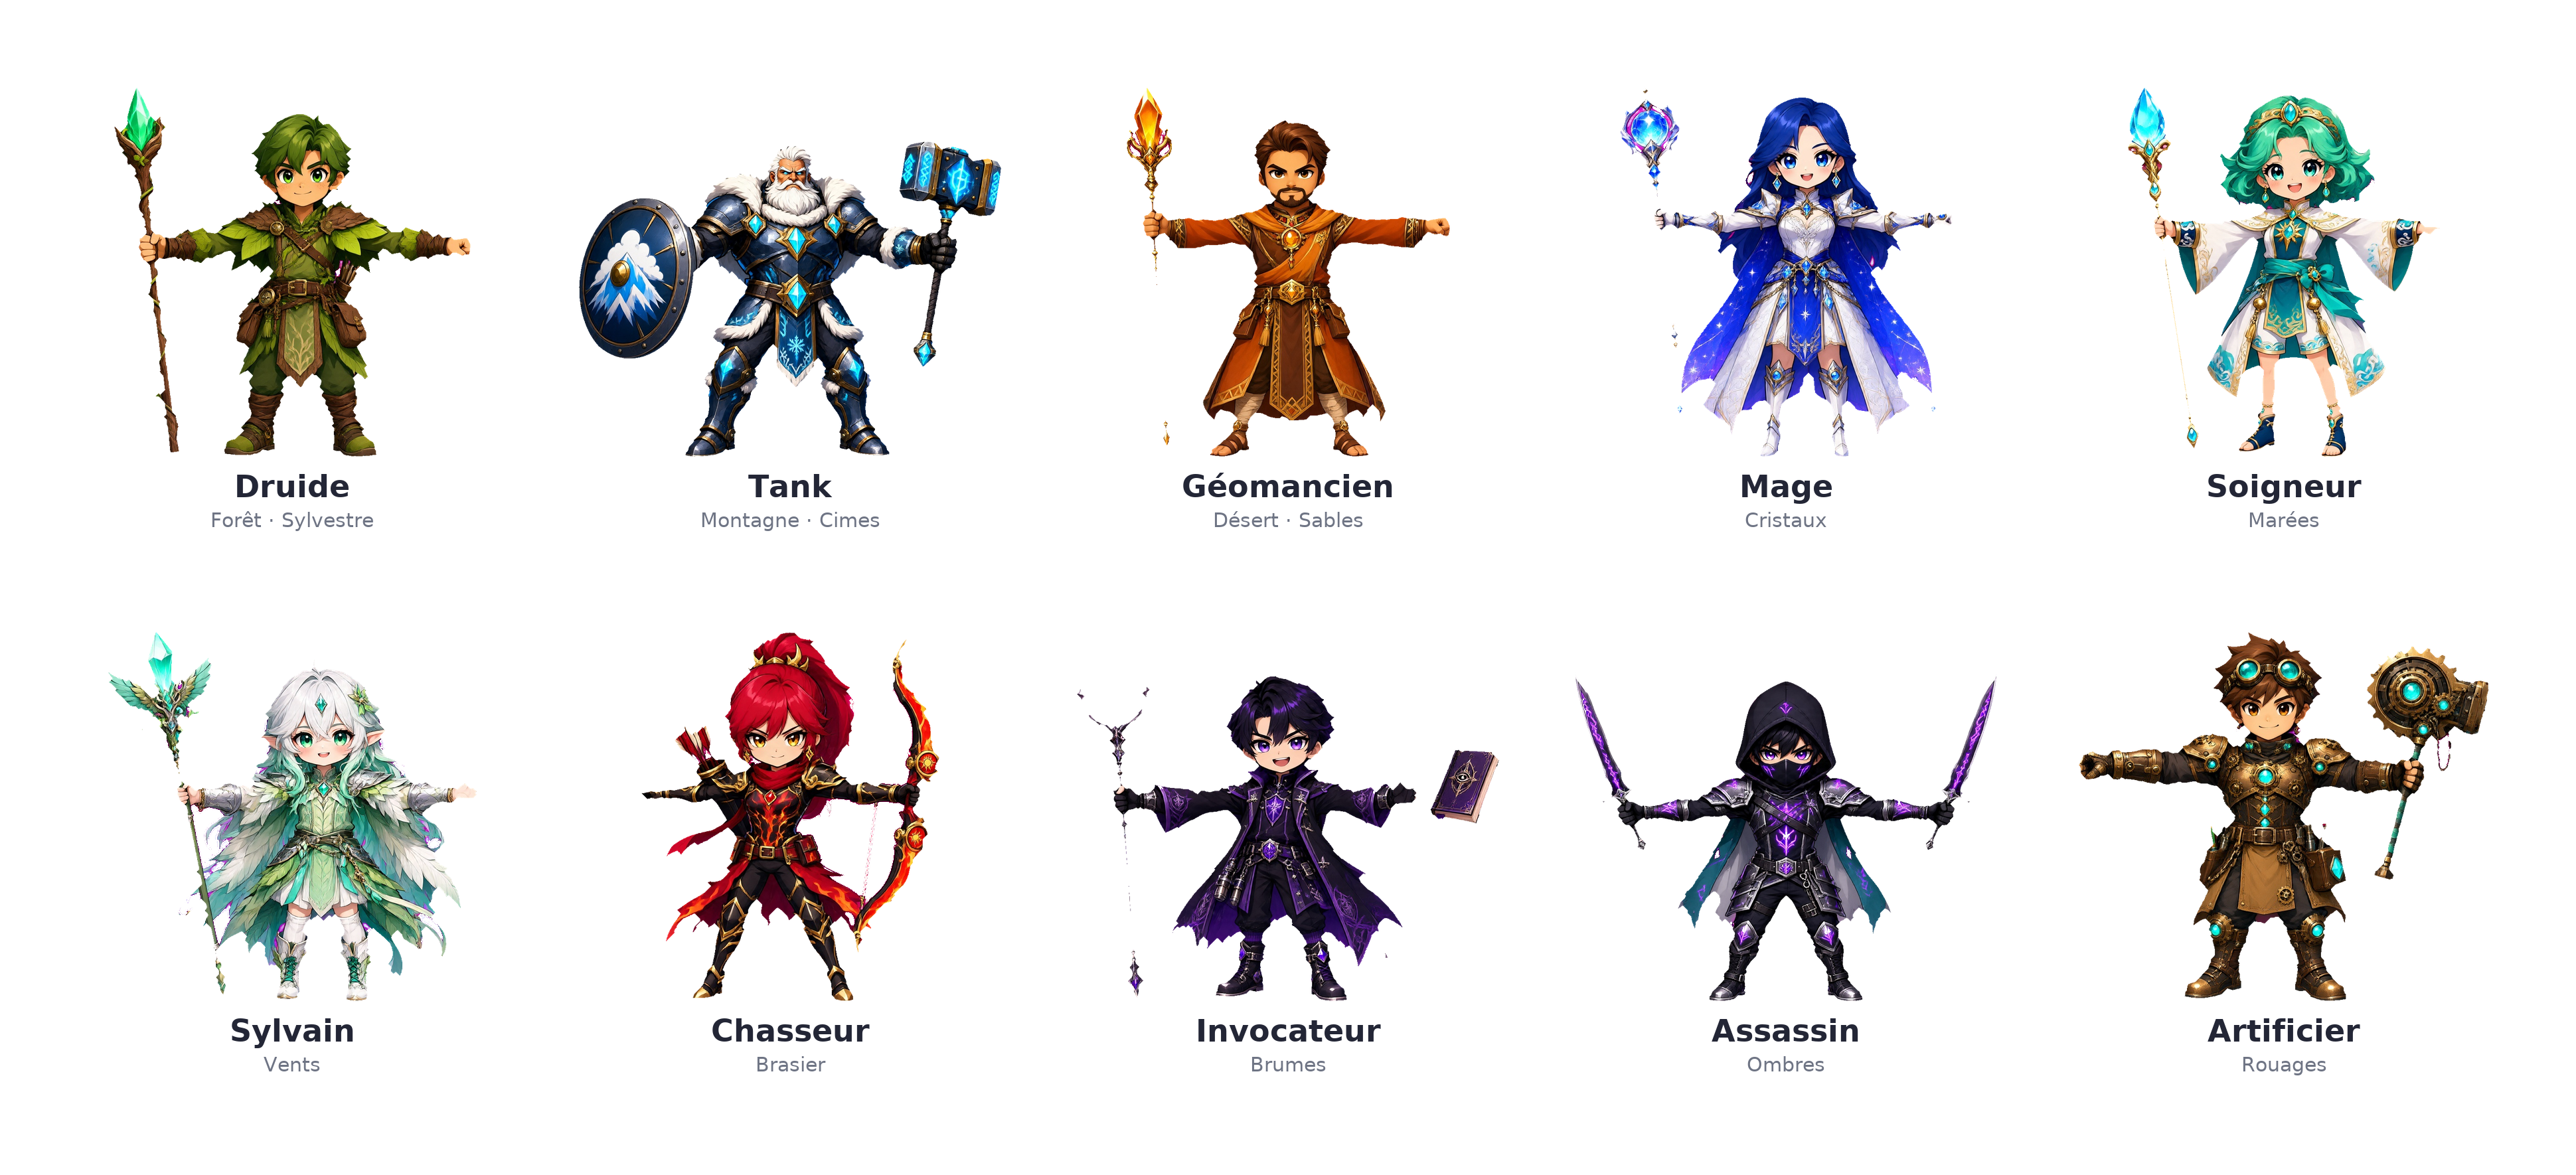 Druide
Forêt · Sylvestre
Tank
Montagne · Cimes
Géomancien
Désert · Sables
Mage
Cristaux
Soigneur
Marées
Sylvain
Vents
Chasseur
Brasier
Invocateur
Brumes
Assassin
Ombres
Artificier
Rouages